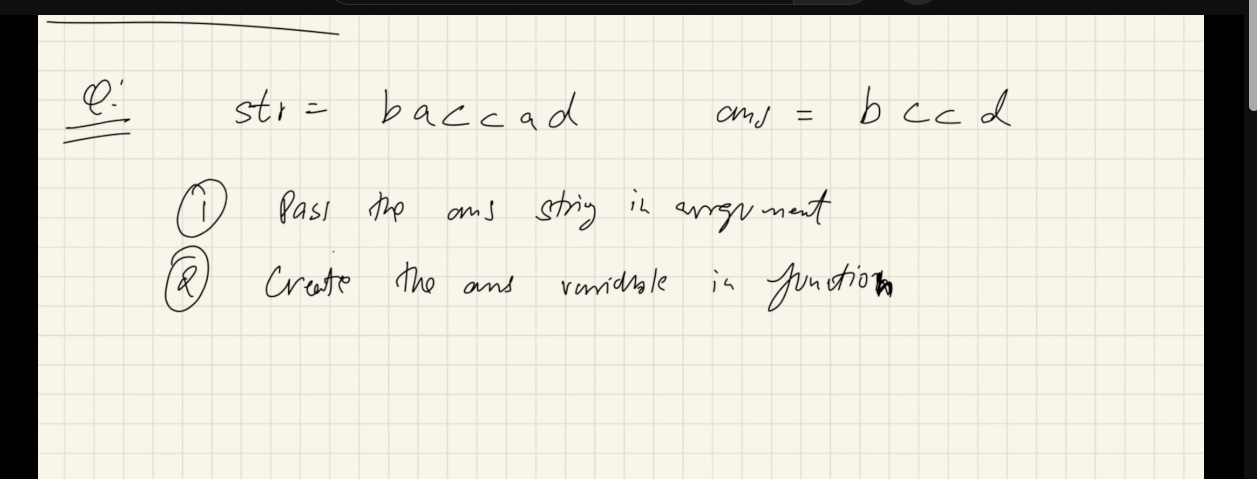 Q:
str = baccad ans = bccd
① Pass the ans string in arrgument
② Create the ans variable in function